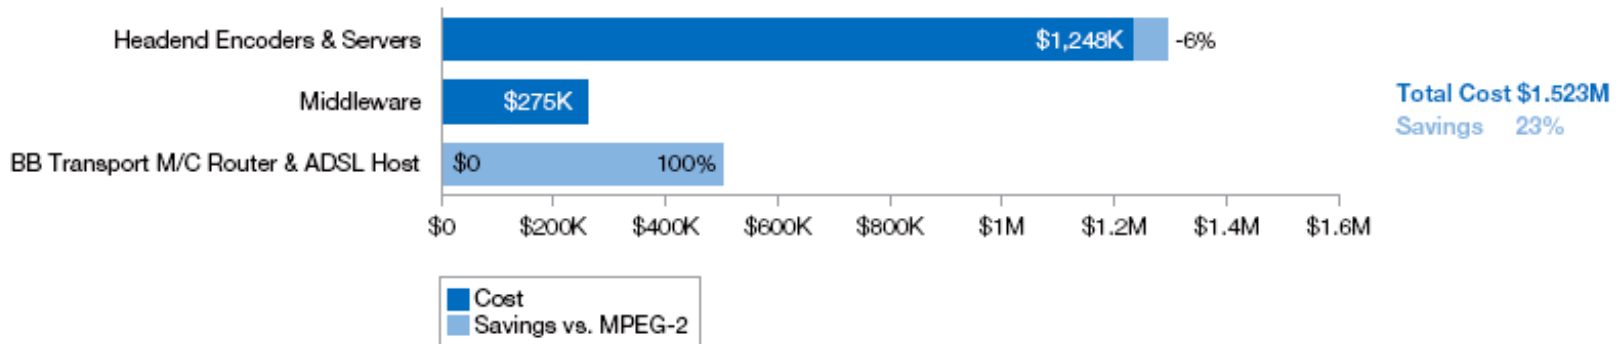 Headend Encoders & Servers $1,248K -6%
Middleware $275K
Total Cost $1.523M
Savings 23%
BB Transport M/C Router & ADSL Host $0 100%
$0 $200K $400K $600K $800K $1M $1.2M $1.4M $1.6M
Cost
Savings vs. MPEG-2